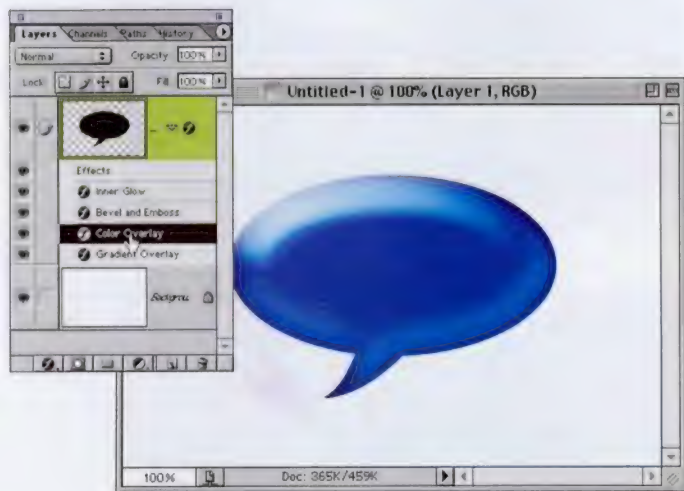 Layers Channels Paths History
Normal Opacity 100%
Lock: Fill 100%
Effects
Inner Glow
Bevel and Emboss
Color Overlay
Gradient Overlay
Untitled-1 @ 100% (Layer 1, RGB)
100% Doc: 365K/459K